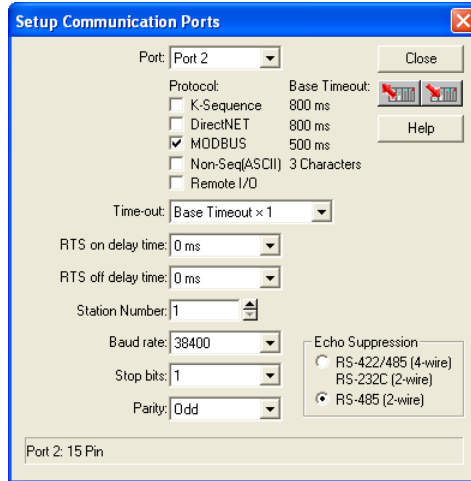 Setup Communication Ports
Port: Port 2
Close
Protocol: Base Timeout:
K-Sequence 800 ms
DirectNET 800 ms
MODBUS 500 ms
Non-Seq(ASCII) 3 Characters
Remote I/O
Help
Time-out: Base Timeout × 1
RTS on delay time: 0 ms
RTS off delay time: 0 ms
Station Number: 1
Baud rate: 38400
Stop bits: 1
Parity: Odd
Echo Suppression
RS-422/485 (4-wire)
RS-232C (2-wire)
RS-485 (2-wire)
Port 2: 15 Pin